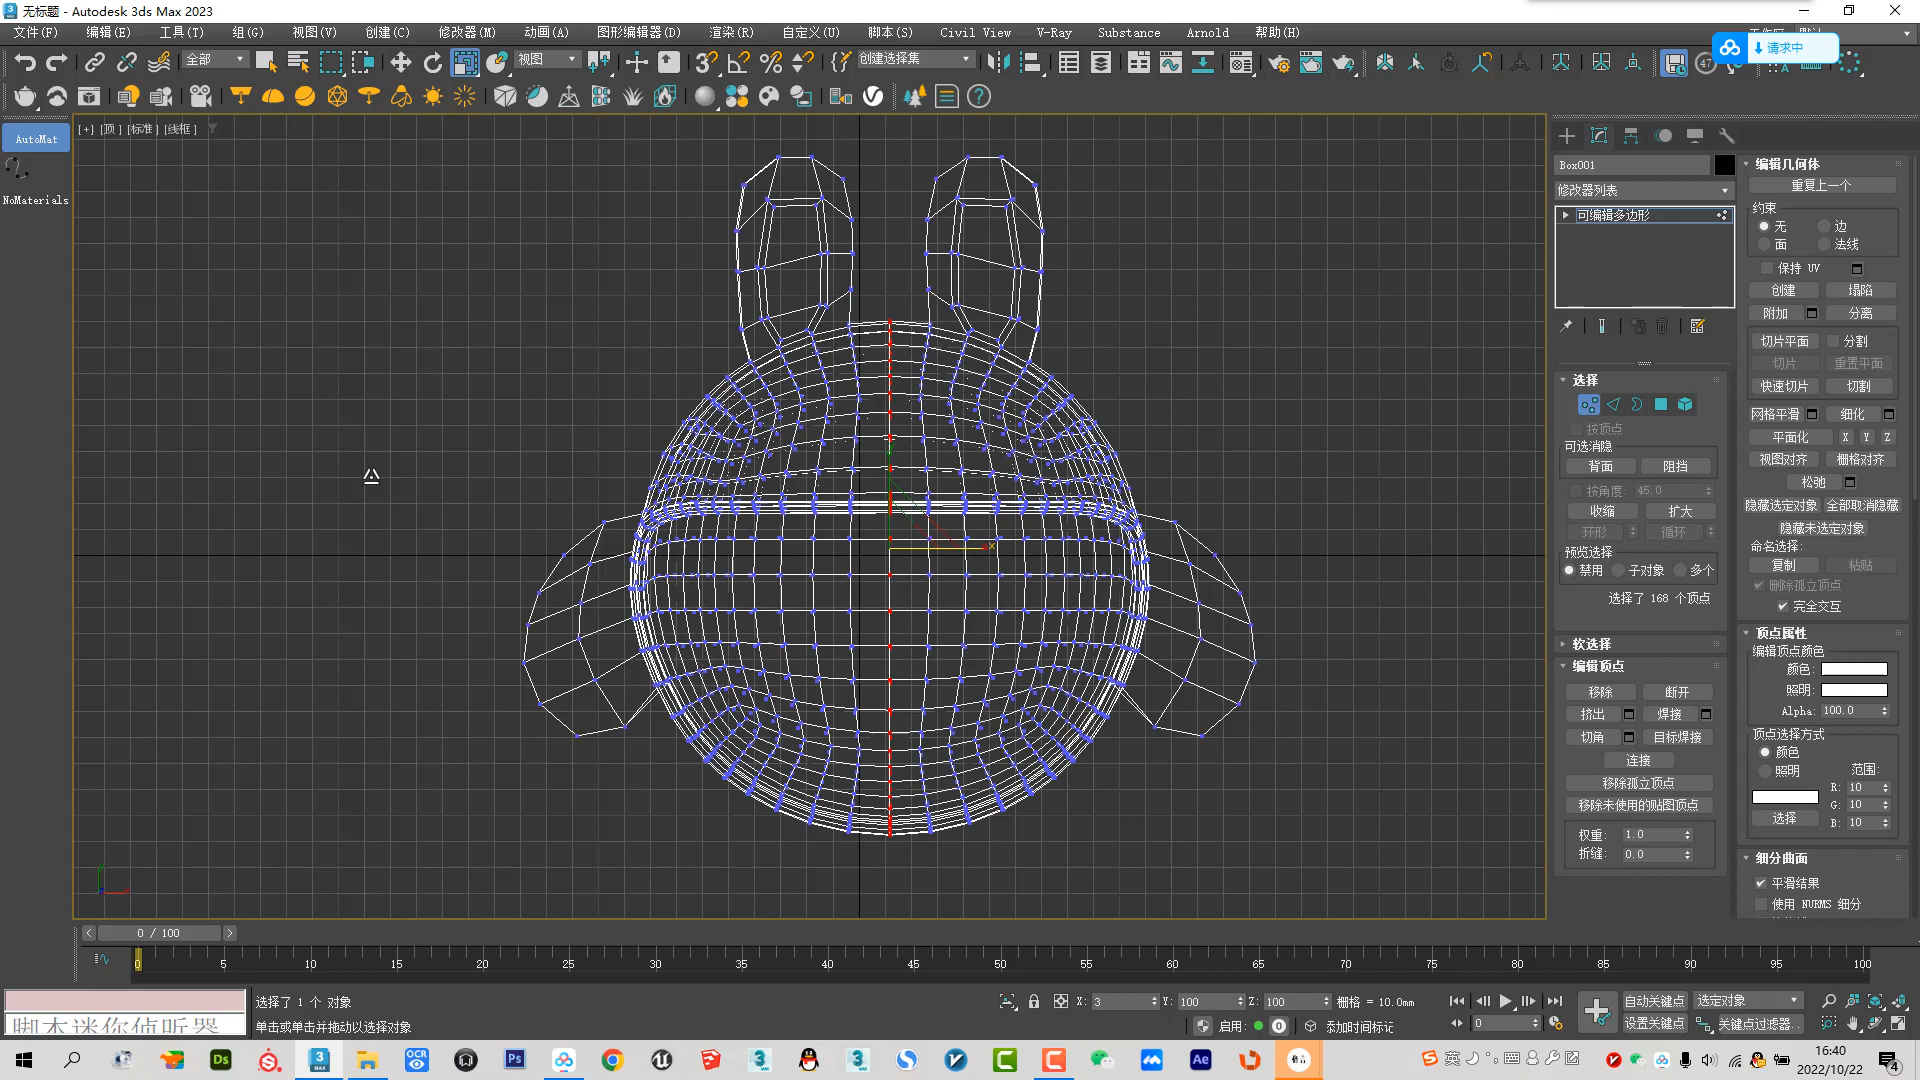 无标题 - Autodesk 3ds Max 2023
文件(F) 编辑(E) 工具(T) 组(G) 视图(V) 创建(C) 修改器(M) 动画(A) 图形编辑器(D) 渲染(R) 自定义(U) 脚本(S) Civil View V-Ray Substance Arnold 帮助(H)
请求中
全部 视图 创建选择集
AutoMat
NoMaterials
[+] [顶] [标准] [线框]
Box001
修改器列表
可编辑多边形
选择
按顶点
可选消隐
背面 阻挡
按角度: 45.0
收缩 扩大
环形 循环
预览选择
禁用 子对象 多个
选择了 168 个顶点
软选择
编辑顶点
移除 断开
挤出 焊接
切角 目标焊接
连接
移除孤立顶点
移除未使用的贴图顶点
权重: 1.0
折缝: 0.0
编辑几何体
重复上一个
约束
无 边
面 法线
保持 UV
创建 塌陷
附加 分离
切片平面 分割
切片 重置平面
快速切片 切割
网格平滑 细化
平面化 X Y Z
视图对齐 栅格对齐
松弛
隐藏选定对象 全部取消隐藏
隐藏未选定对象
命名选择:
复制 粘贴
删除孤立顶点
完全交互
顶点属性
编辑顶点颜色
颜色:
照明:
Alpha: 100.0
顶点选择方式
颜色
照明 范围:
R: 10
G: 10
选择 B: 10
细分曲面
平滑结果
使用 NURMS 细分
x
0 / 100
0 5 10 15 20 25 30 35 40 45 50 55 60 65 70 75 80 85 90 95 100
选择了 1 个 对象
X: 3 Y: 100 Z: 100 栅格 = 10.0mm
自动关键点 选定对象
脚本迷你侦听器
单击或单击并拖动以选择对象
启用: 0 添加时间标记
0
设置关键点 关键点过滤器...
Ds
3
MAX
OCR
Ps
Ae
英
16:40
2022/10/22
4